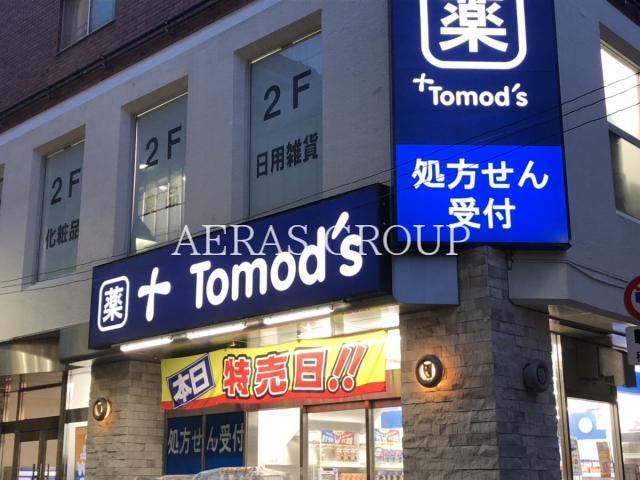 薬
+Tomod's
処方せん
受付
2F
日用雑貨
2F
2F
化粧品
AERAS GROUP
薬 + Tomod's
本日 特売日!!
処方せん受付